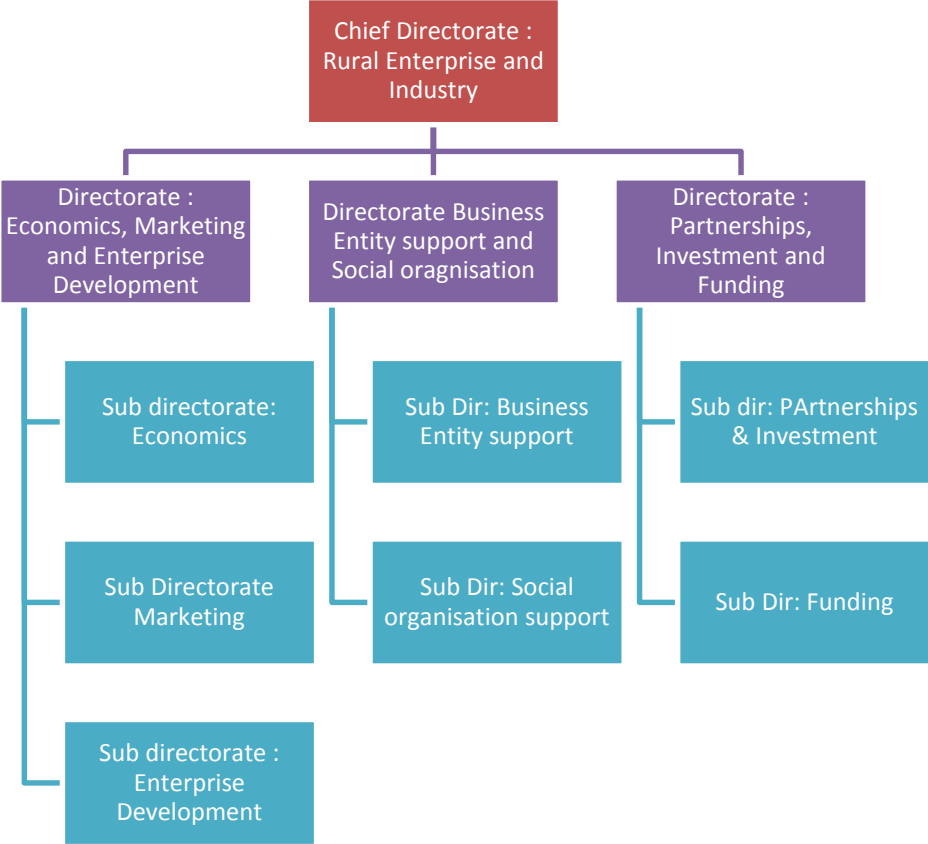 Chief Directorate :
Rural Enterprise and
Industry
Directorate :
Economics, Marketing
and Enterprise
Development
Directorate Business
Entity support and
Social oragnisation
Directorate :
Partnerships,
Investment and
Funding
Sub directorate:
Economics
Sub Dir: Business
Entity support
Sub dir: PArtnerships
& Investment
Sub Directorate
Marketing
Sub Dir: Social
organisation support
Sub Dir: Funding
Sub directorate :
Enterprise
Development